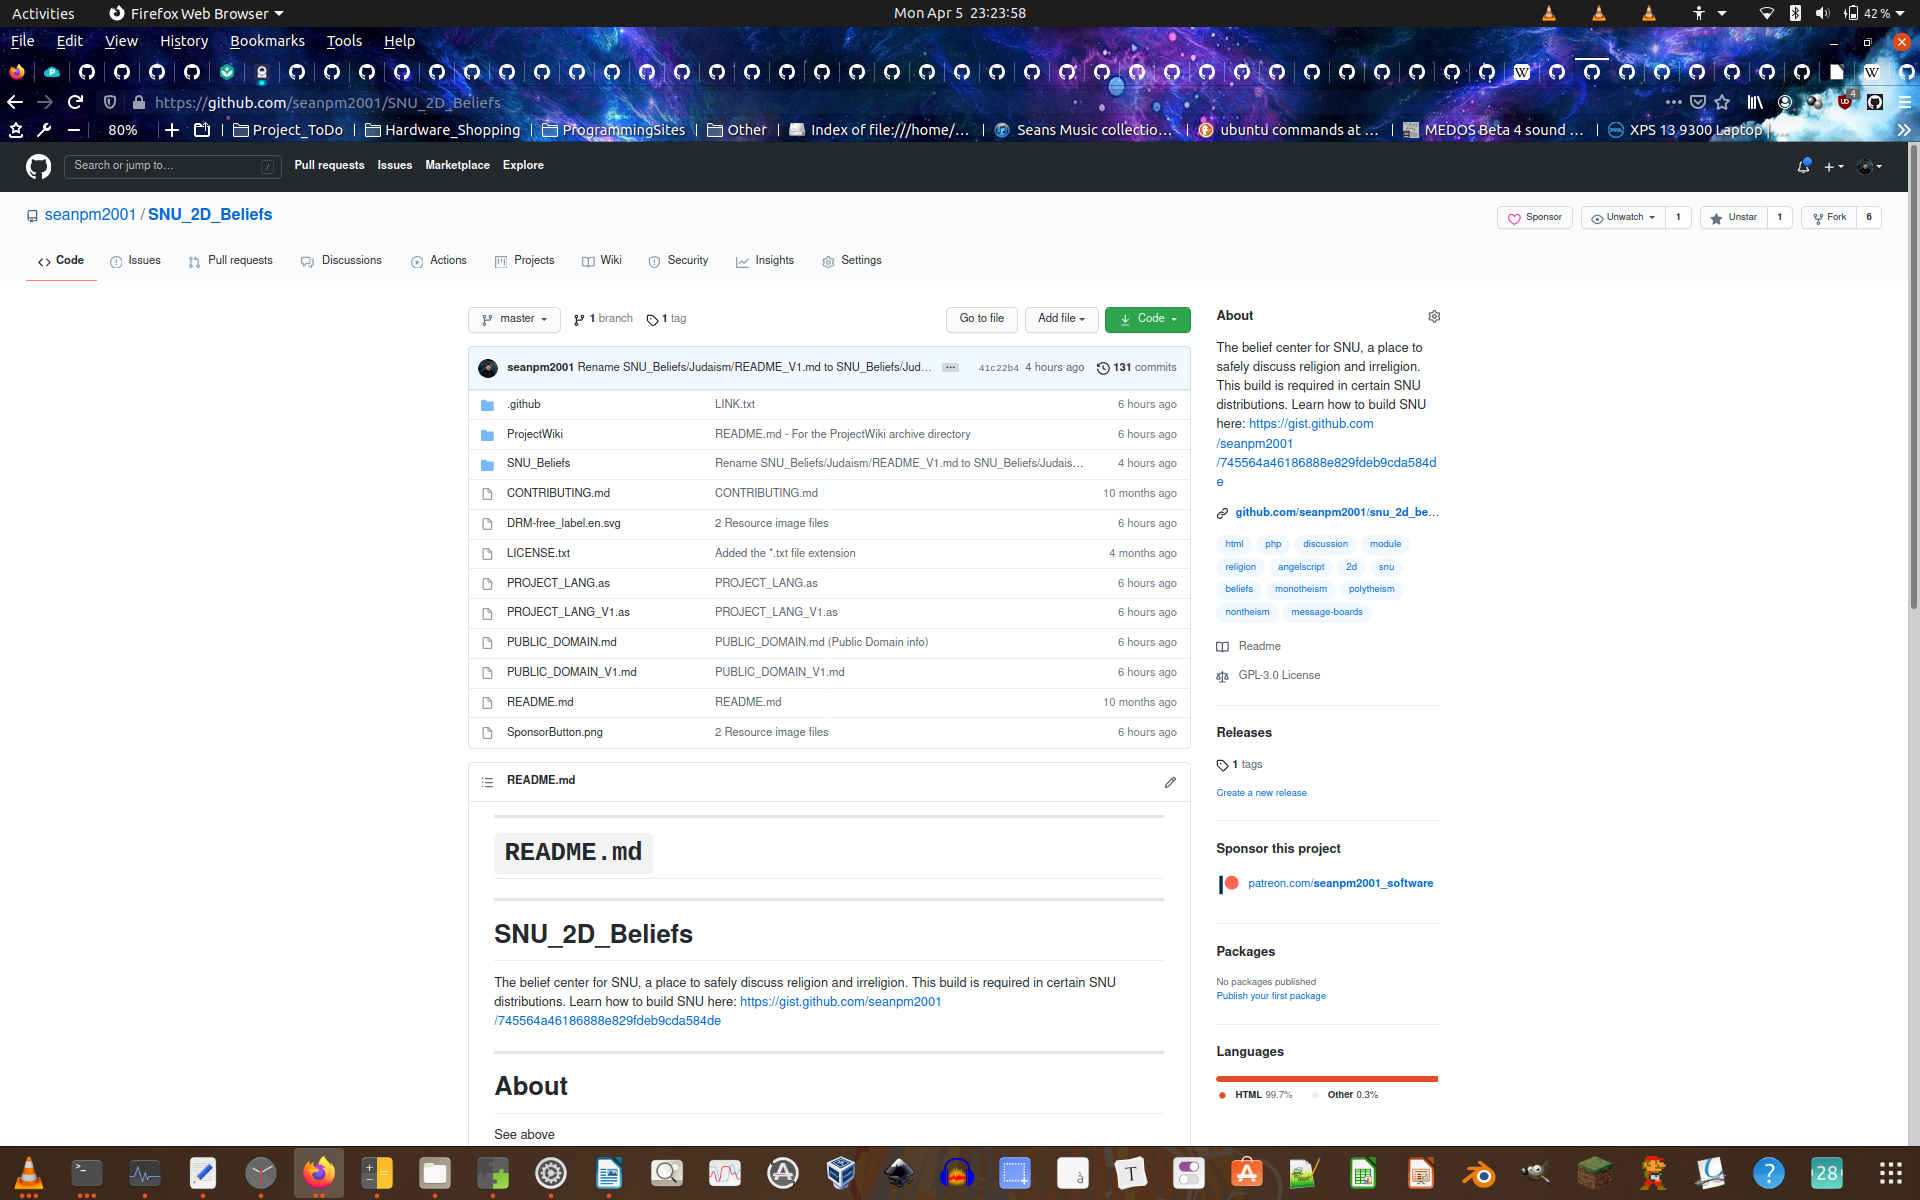 Activities Firefox Web Browser Mon Apr 5 23:23:58 42 %
File Edit View History Bookmarks Tools Help
https://github.com/seanpm2001/SNU_2D_Beliefs 4
80% Project_ToDo Hardware_Shopping ProgrammingSites Other Index of file:///home/... Seans Music collectio... ubuntu commands at ... MEDOS Beta 4 sound ... XPS 13 9300 Laptop |
Search or jump to... / Pull requests Issues Marketplace Explore
seanpm2001 / SNU_2D_Beliefs Sponsor Unwatch 1 Unstar 1 Fork 6
Code Issues Pull requests Discussions Actions Projects Wiki Security Insights Settings
master 1 branch 1 tag Go to file Add file Code
seanpm2001 Rename SNU_Beliefs/Judaism/README_V1.md to SNU_Beliefs/Jud... 41c22b4 4 hours ago 131 commits
.github LINK.txt 6 hours ago
ProjectWiki README.md - For the ProjectWiki archive directory 6 hours ago
SNU_Beliefs Rename SNU_Beliefs/Judaism/README_V1.md to SNU_Beliefs/Judais... 4 hours ago
CONTRIBUTING.md CONTRIBUTING.md 10 months ago
DRM-free_label.en.svg 2 Resource image files 6 hours ago
LICENSE.txt Added the *.txt file extension 4 months ago
PROJECT_LANG.as PROJECT_LANG.as 6 hours ago
PROJECT_LANG_V1.as PROJECT_LANG_V1.as 6 hours ago
PUBLIC_DOMAIN.md PUBLIC_DOMAIN.md (Public Domain info) 6 hours ago
PUBLIC_DOMAIN_V1.md PUBLIC_DOMAIN_V1.md 6 hours ago
README.md README.md 10 months ago
SponsorButton.png 2 Resource image files 6 hours ago
README.md
README.md
SNU_2D_Beliefs
The belief center for SNU, a place to safely discuss religion and irreligion. This build is required in certain SNU
distributions. Learn how to build SNU here: https://gist.github.com/seanpm2001
/745564a46186888e829fdeb9cda584de
About
See above
About
The belief center for SNU, a place to
safely discuss religion and irreligion.
This build is required in certain SNU
distributions. Learn how to build SNU
here: https://gist.github.com
/seanpm2001
/745564a46186888e829fdeb9cda584d
e
github.com/seanpm2001/snu_2d_be...
html php discussion module
religion angelscript 2d snu
beliefs monotheism polytheism
nontheism message-boards
Readme
GPL-3.0 License
Releases
1 tags
Create a new release
Sponsor this project
patreon.com/seanpm2001_software
Packages
No packages published
Publish your first package
Languages
HTML 99.7% Other 0.3%
28